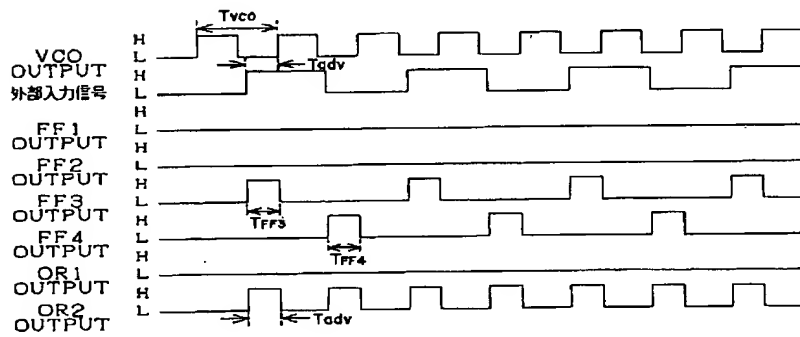 Tvco
H
VCO L
OUTPUT Tadv
H
外部入力信号 L
H
FF1 L
OUTPUT H
FF2 L
OUTPUT H
FF3 L
OUTPUT TFF3 H
FF4 L
OUTPUT TFF4 H
OR1 L
OUTPUT H
OR2 L
OUTPUT Tadv